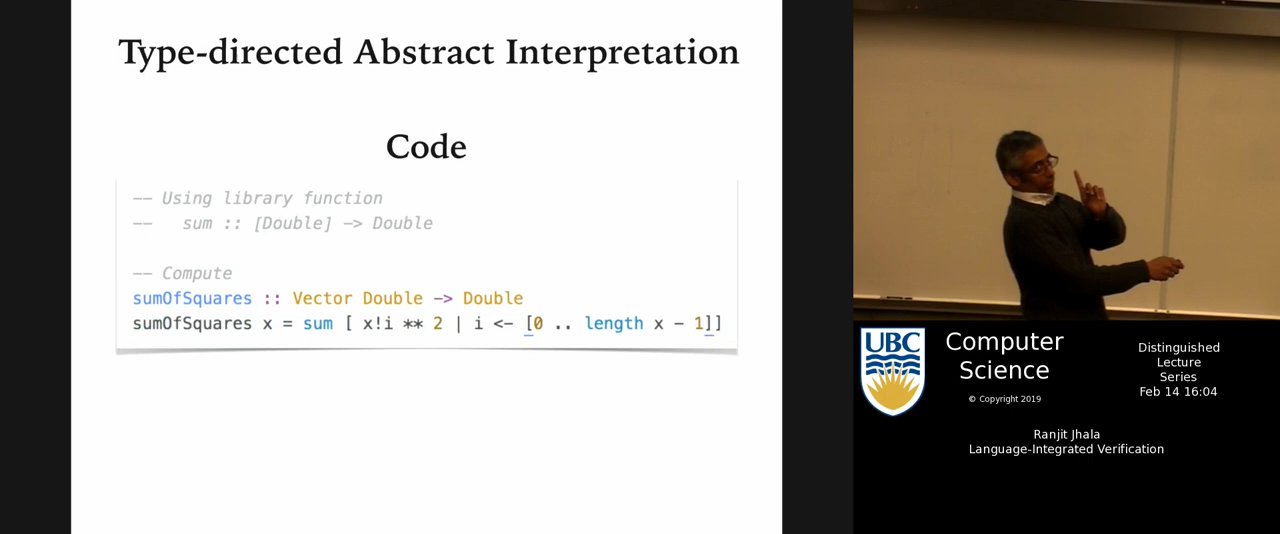 Type-directed Abstract Interpretation
Code
-- Using library function
--   sum :: [Double] -> Double
-- Compute
sumOfSquares :: Vector Double -> Double
sumOfSquares x = sum [ x!i ** 2 | i <- [0 .. length x - 1]]
UBC
Computer
Science
© Copyright 2019
Distinguished
Lecture
Series
Feb 14 16:04
Ranjit Jhala
Language-Integrated Verification